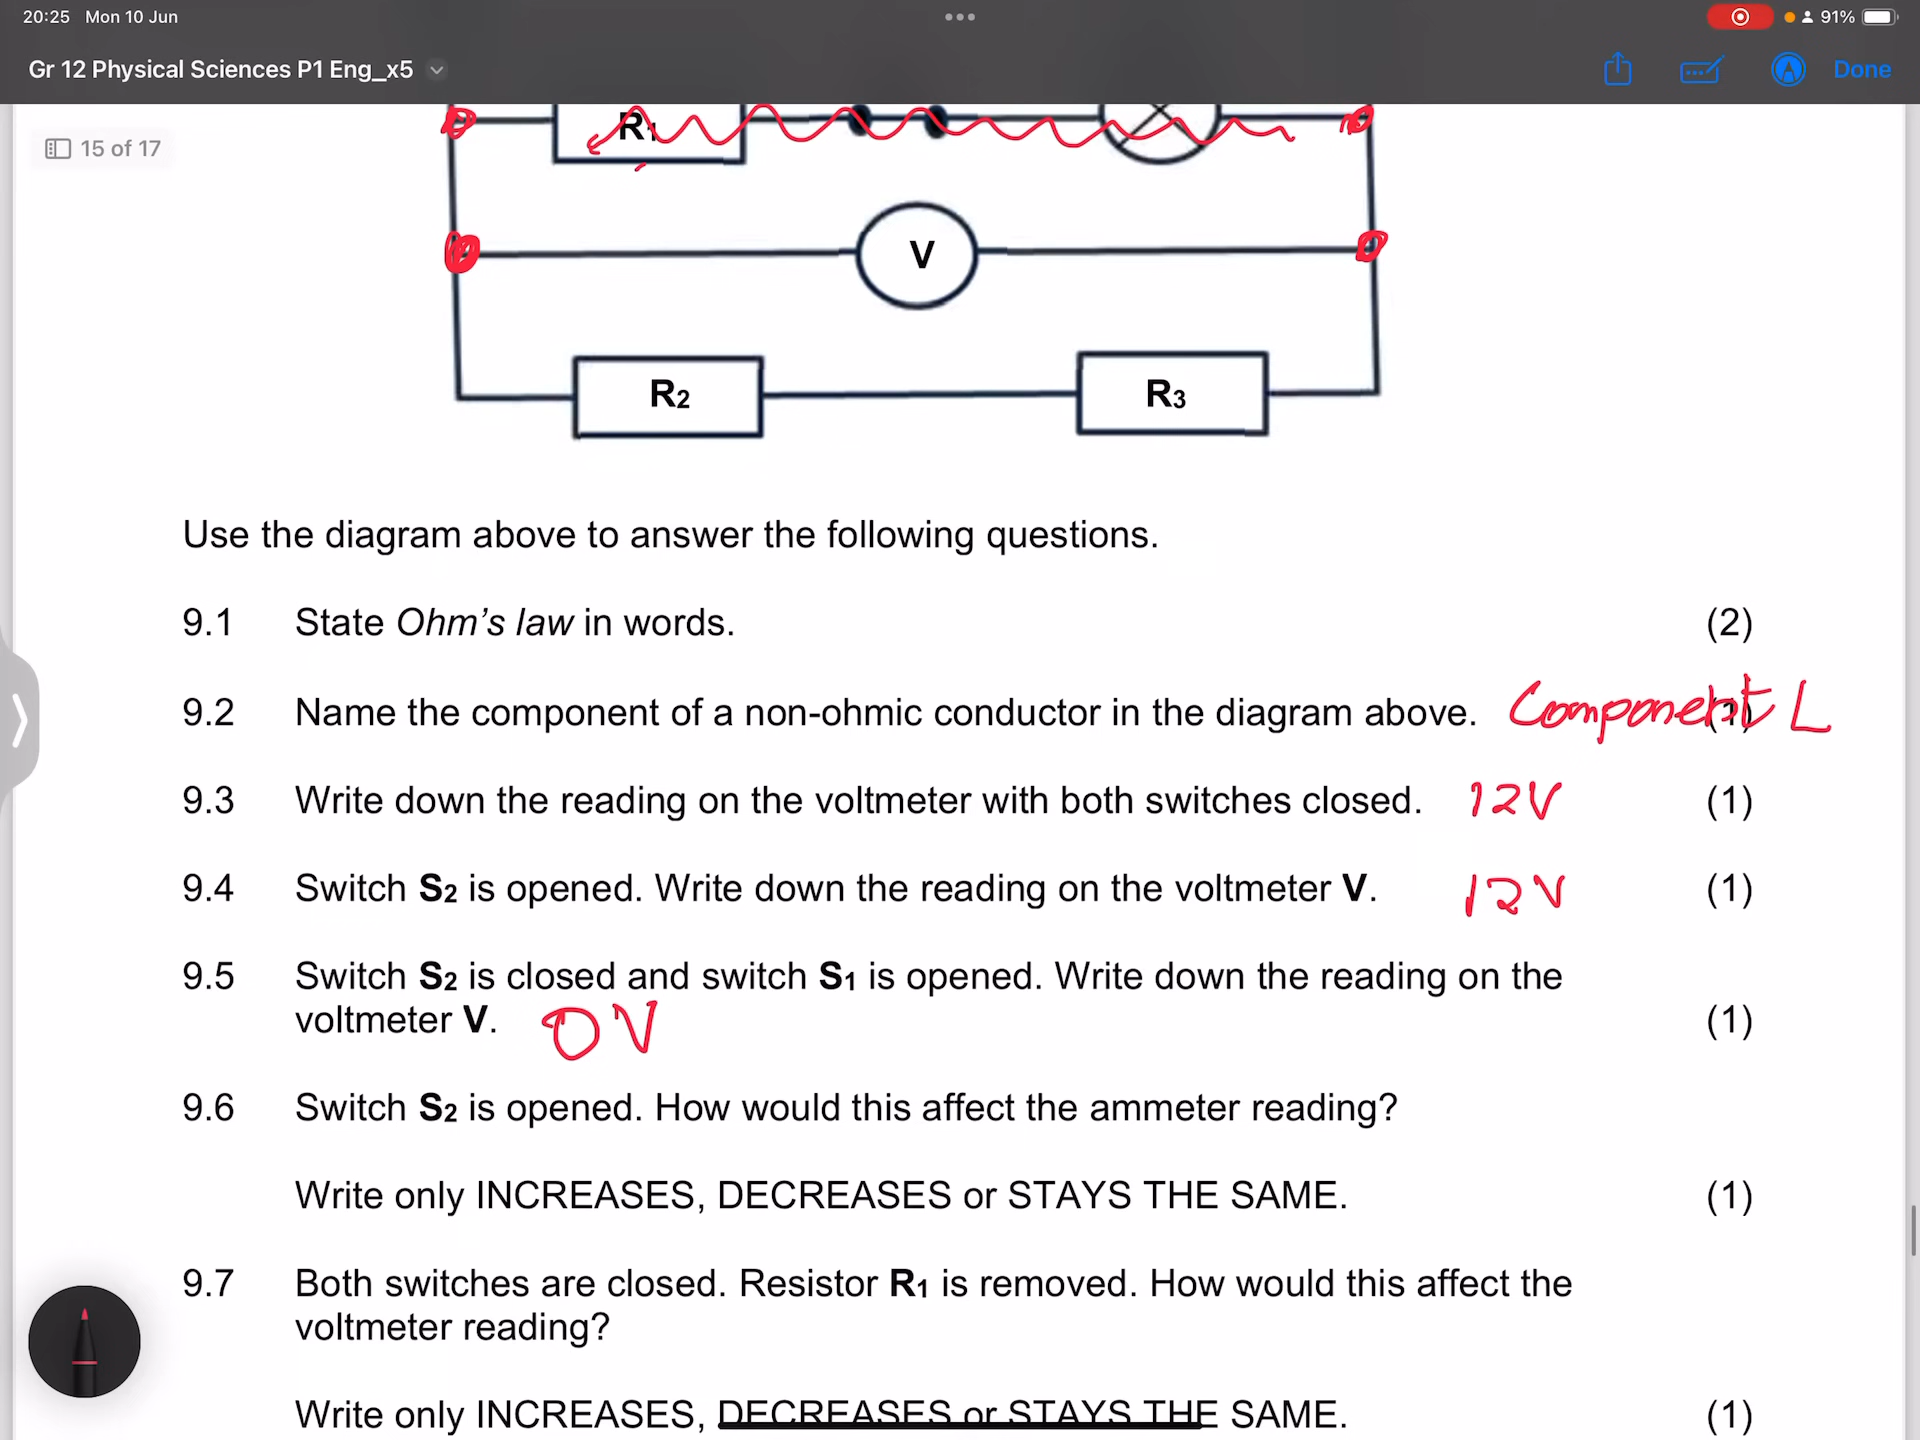 20:25 Mon 10 Jun
91%
Gr 12 Physical Sciences P1 Eng_x5
Done
15 of 17
R1
V
R2
R3
Use the diagram above to answer the following questions.
9.1 State Ohm's law in words. (2)
9.2 Name the component of a non-ohmic conductor in the diagram above. (1) Component L
9.3 Write down the reading on the voltmeter with both switches closed. 12V (1)
9.4 Switch S2 is opened. Write down the reading on the voltmeter V. 12V (1)
9.5 Switch S2 is closed and switch S1 is opened. Write down the reading on the
voltmeter V. 0V (1)
9.6 Switch S2 is opened. How would this affect the ammeter reading?
Write only INCREASES, DECREASES or STAYS THE SAME. (1)
9.7 Both switches are closed. Resistor R1 is removed. How would this affect the
voltmeter reading?
Write only INCREASES, DECREASES or STAYS THE SAME. (1)